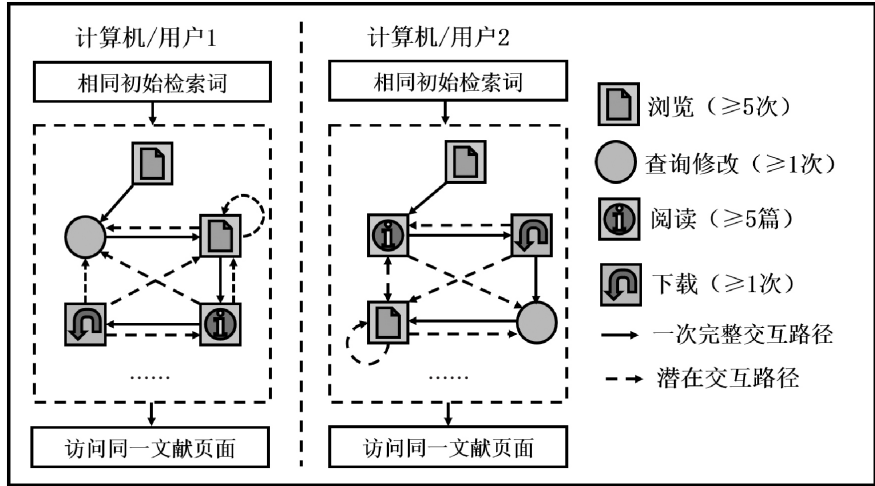 计算机/用户1
相同初始检索词
……
访问同一文献页面
计算机/用户2
相同初始检索词
……
访问同一文献页面
浏览（≥5次）
查询修改（≥1次）
阅读（≥5篇）
下载（≥1次）
一次完整交互路径
潜在交互路径